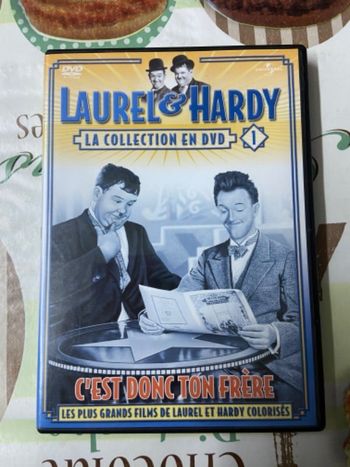 DVD
LAUREL & HARDY
LA COLLECTION EN DVD 1
C'EST DONC TON FRÈRE
LES PLUS GRANDS FILMS DE LAUREL ET HARDY COLORISÉS